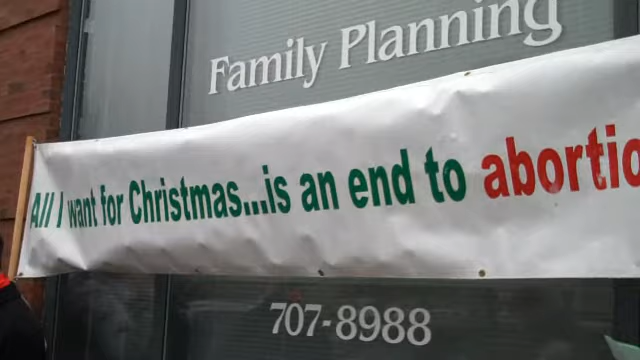 Family Planning
All I want for Christmas...is an end to abortio
707-8988